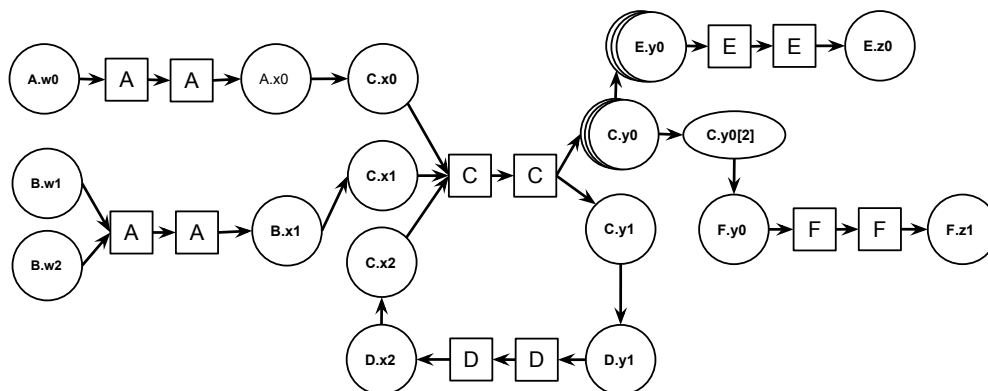 A.w0
A
A
A.x0
C.x0
E.y0
E
E
E.z0
C.y0
C.y0[2]
B.w1
C.x1
C
C
B.w2
A
A
B.x1
C.x2
C.y1
F.y0
F
F
F.z1
D.x2
D
D
D.y1